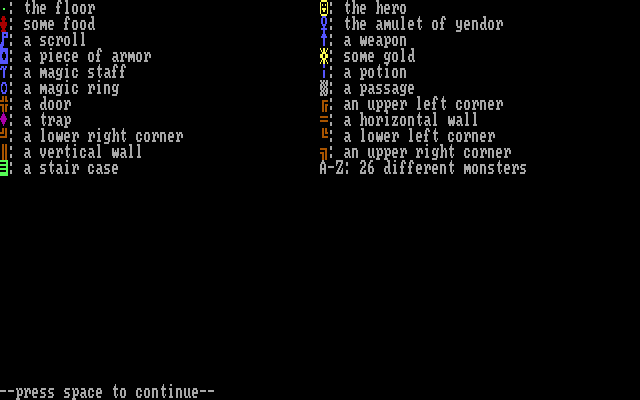 ·: the floor
♣: some food
♪: a scroll
◘: a piece of armor
τ: a magic staff
○: a magic ring
╬: a door
♦: a trap
╝: a lower right corner
║: a vertical wall
≡: a stair case
☺: the hero
♀: the amulet of yendor
↑: a weapon
☼: some gold
¡: a potion
▒: a passage
╔: an upper left corner
═: a horizontal wall
╚: a lower left corner
╗: an upper right corner
A-Z: 26 different monsters
--press space to continue--